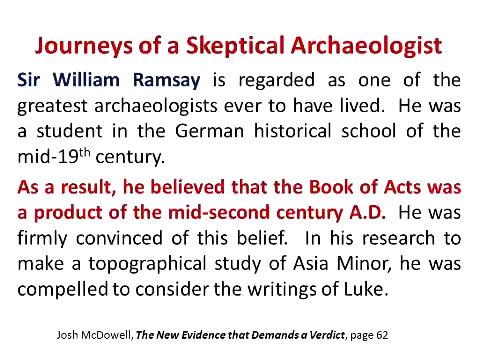 Journeys of a Skeptical Archaeologist
Sir William Ramsay is regarded as one of the
greatest archaeologists ever to have lived. He was
a student in the German historical school of the
mid-19th century.
As a result, he believed that the Book of Acts was
a product of the mid-second century A.D. He was
firmly convinced of this belief. In his research to
make a topographical study of Asia Minor, he was
compelled to consider the writings of Luke.
Josh McDowell, The New Evidence that Demands a Verdict, page 62